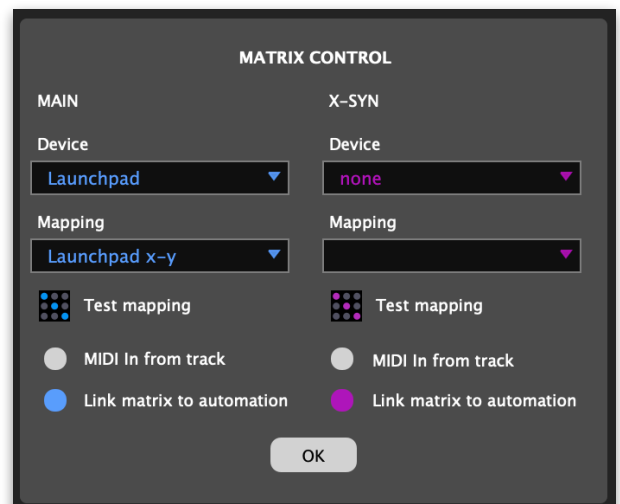 MATRIX CONTROL
MAIN
X-SYN
Device
Device
Launchpad
none
Mapping
Mapping
Launchpad x-y
Test mapping
Test mapping
MIDI In from track
MIDI In from track
Link matrix to automation
Link matrix to automation
OK